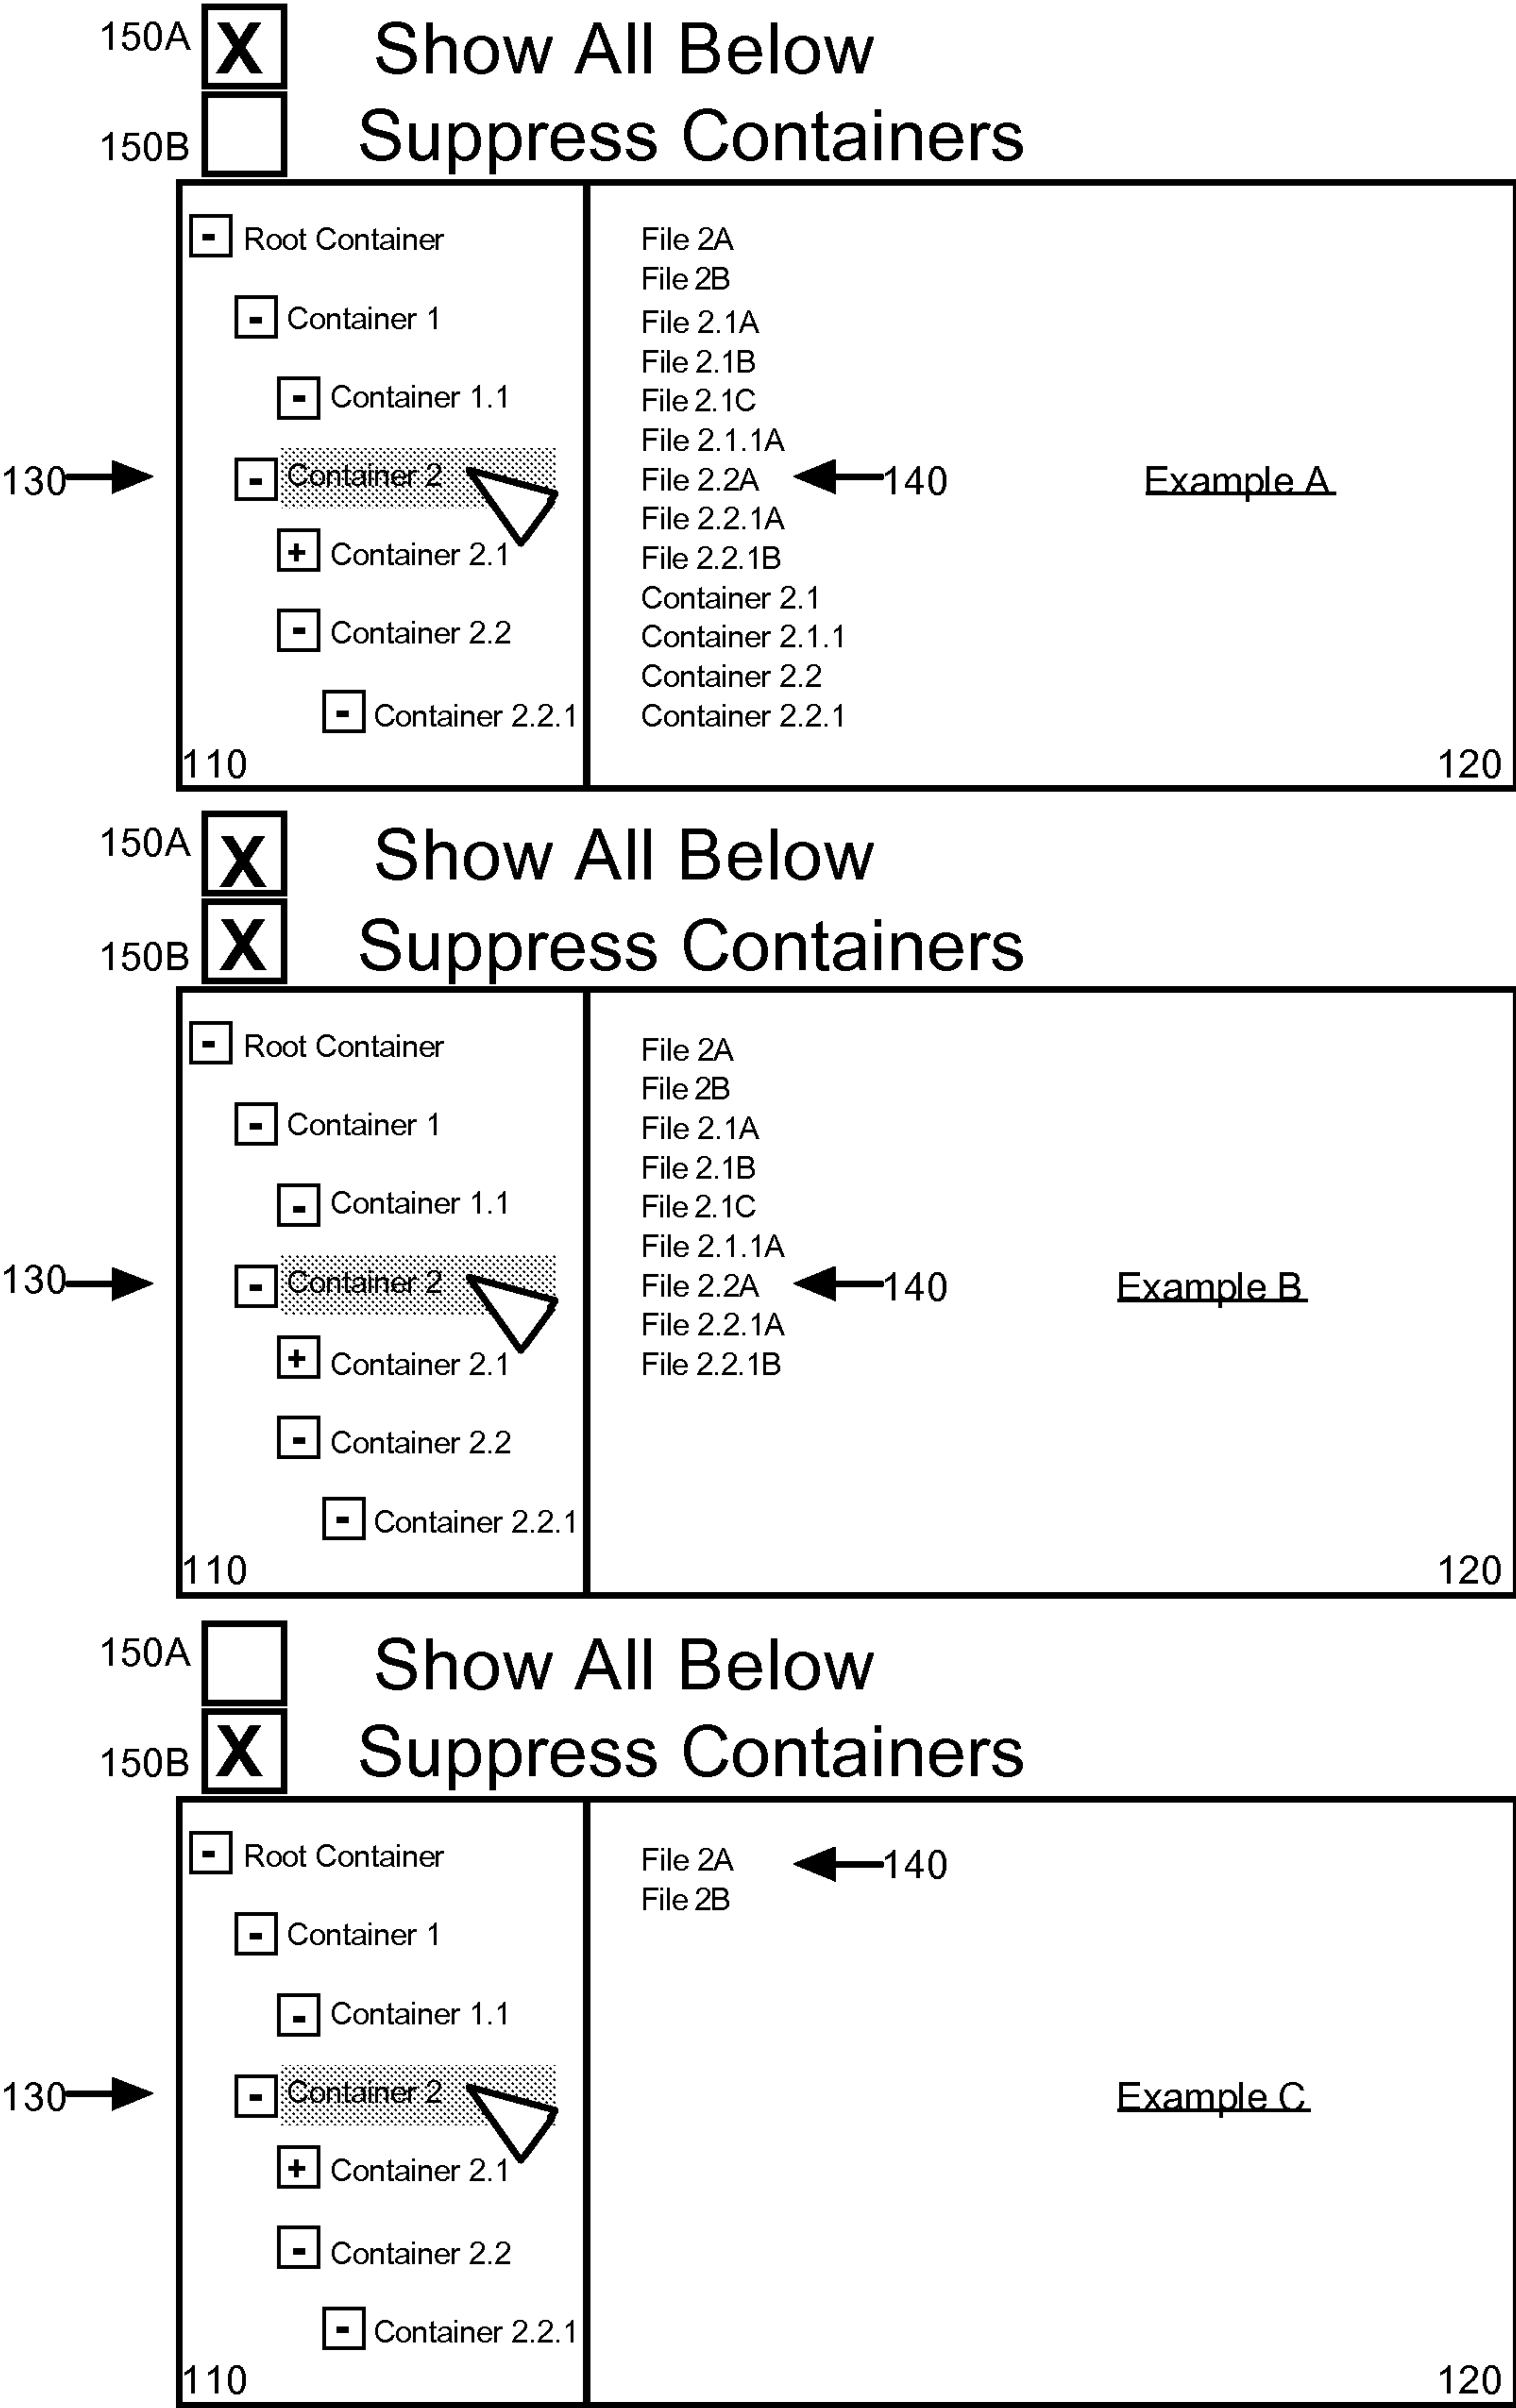 150A X Show All Below
150B Suppress Containers
- Root Container File 2A
File 2B
- Container 1 File 2.1A
File 2.1B
- Container 1.1 File 2.1C
File 2.1.1A
130 - Container 2 File 2.2A 140 Example A
File 2.2.1A
+ Container 2.1 File 2.2.1B
Container 2.1
- Container 2.2 Container 2.1.1
Container 2.2
- Container 2.2.1 Container 2.2.1
110 120
150A X Show All Below
150B X Suppress Containers
- Root Container File 2A
File 2B
- Container 1 File 2.1A
File 2.1B
- Container 1.1 File 2.1C
File 2.1.1A
130 - Container 2 File 2.2A 140 Example B
File 2.2.1A
+ Container 2.1 File 2.2.1B
- Container 2.2
- Container 2.2.1
110 120
150A Show All Below
150B X Suppress Containers
- Root Container File 2A 140
File 2B
- Container 1
- Container 1.1
130 - Container 2 Example C
+ Container 2.1
- Container 2.2
- Container 2.2.1
110 120